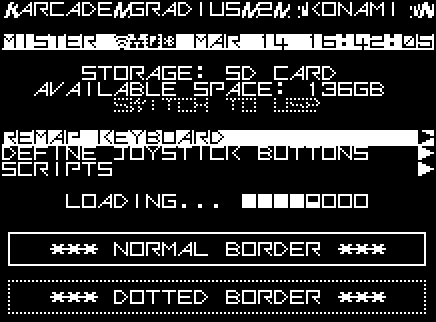 ARCADE GRADIUS N2N KONAMI
MISTER MAR 14 16:42:05
STORAGE: SD CARD
AVAILABLE SPACE: 136GB
SWITCH TO USB
REMAP KEYBOARD
DEFINE JOYSTICK BUTTONS
SCRIPTS
LOADING...
*** NORMAL BORDER ***
*** DOTTED BORDER ***